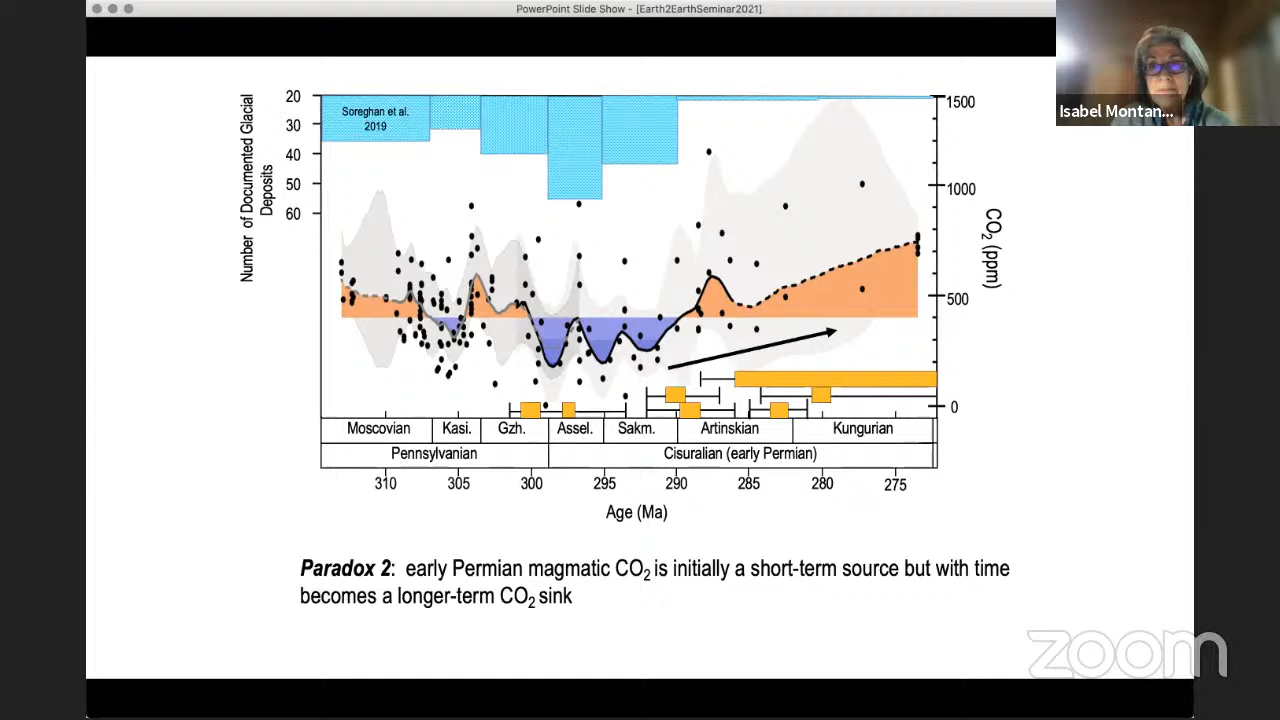 PowerPoint Slide Show - [Earth2EarthSeminar2021]
Isabel Montan...
Number of Documented Glacial
Deposits
20
30
40
50
60
Soreghan et al.
2019
1500
1000
500
0
CO2 (ppm)
Moscovian
Kasi.
Gzh.
Assel.
Sakm.
Artinskian
Kungurian
Pennsylvanian
Cisuralian (early Permian)
310
305
300
295
290
285
280
275
Age (Ma)
Paradox 2: early Permian magmatic CO2 is initially a short-term source but with time
becomes a longer-term CO2 sink
zoom